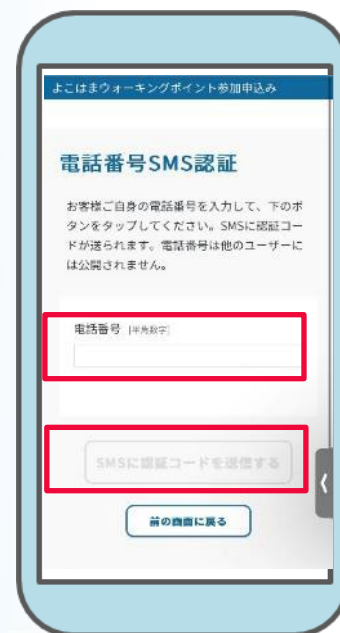 よこはまウォーキングポイント参加申込み
電話番号SMS認証
お客様ご自身の電話番号を入力して、下のボ
タンをタップしてください。SMSに認証コー
ドが送られます。電話番号は他のユーザーに
は公開されません。
電話番号 [半角数字]
SMSに認証コードを送信する
前の画面に戻る